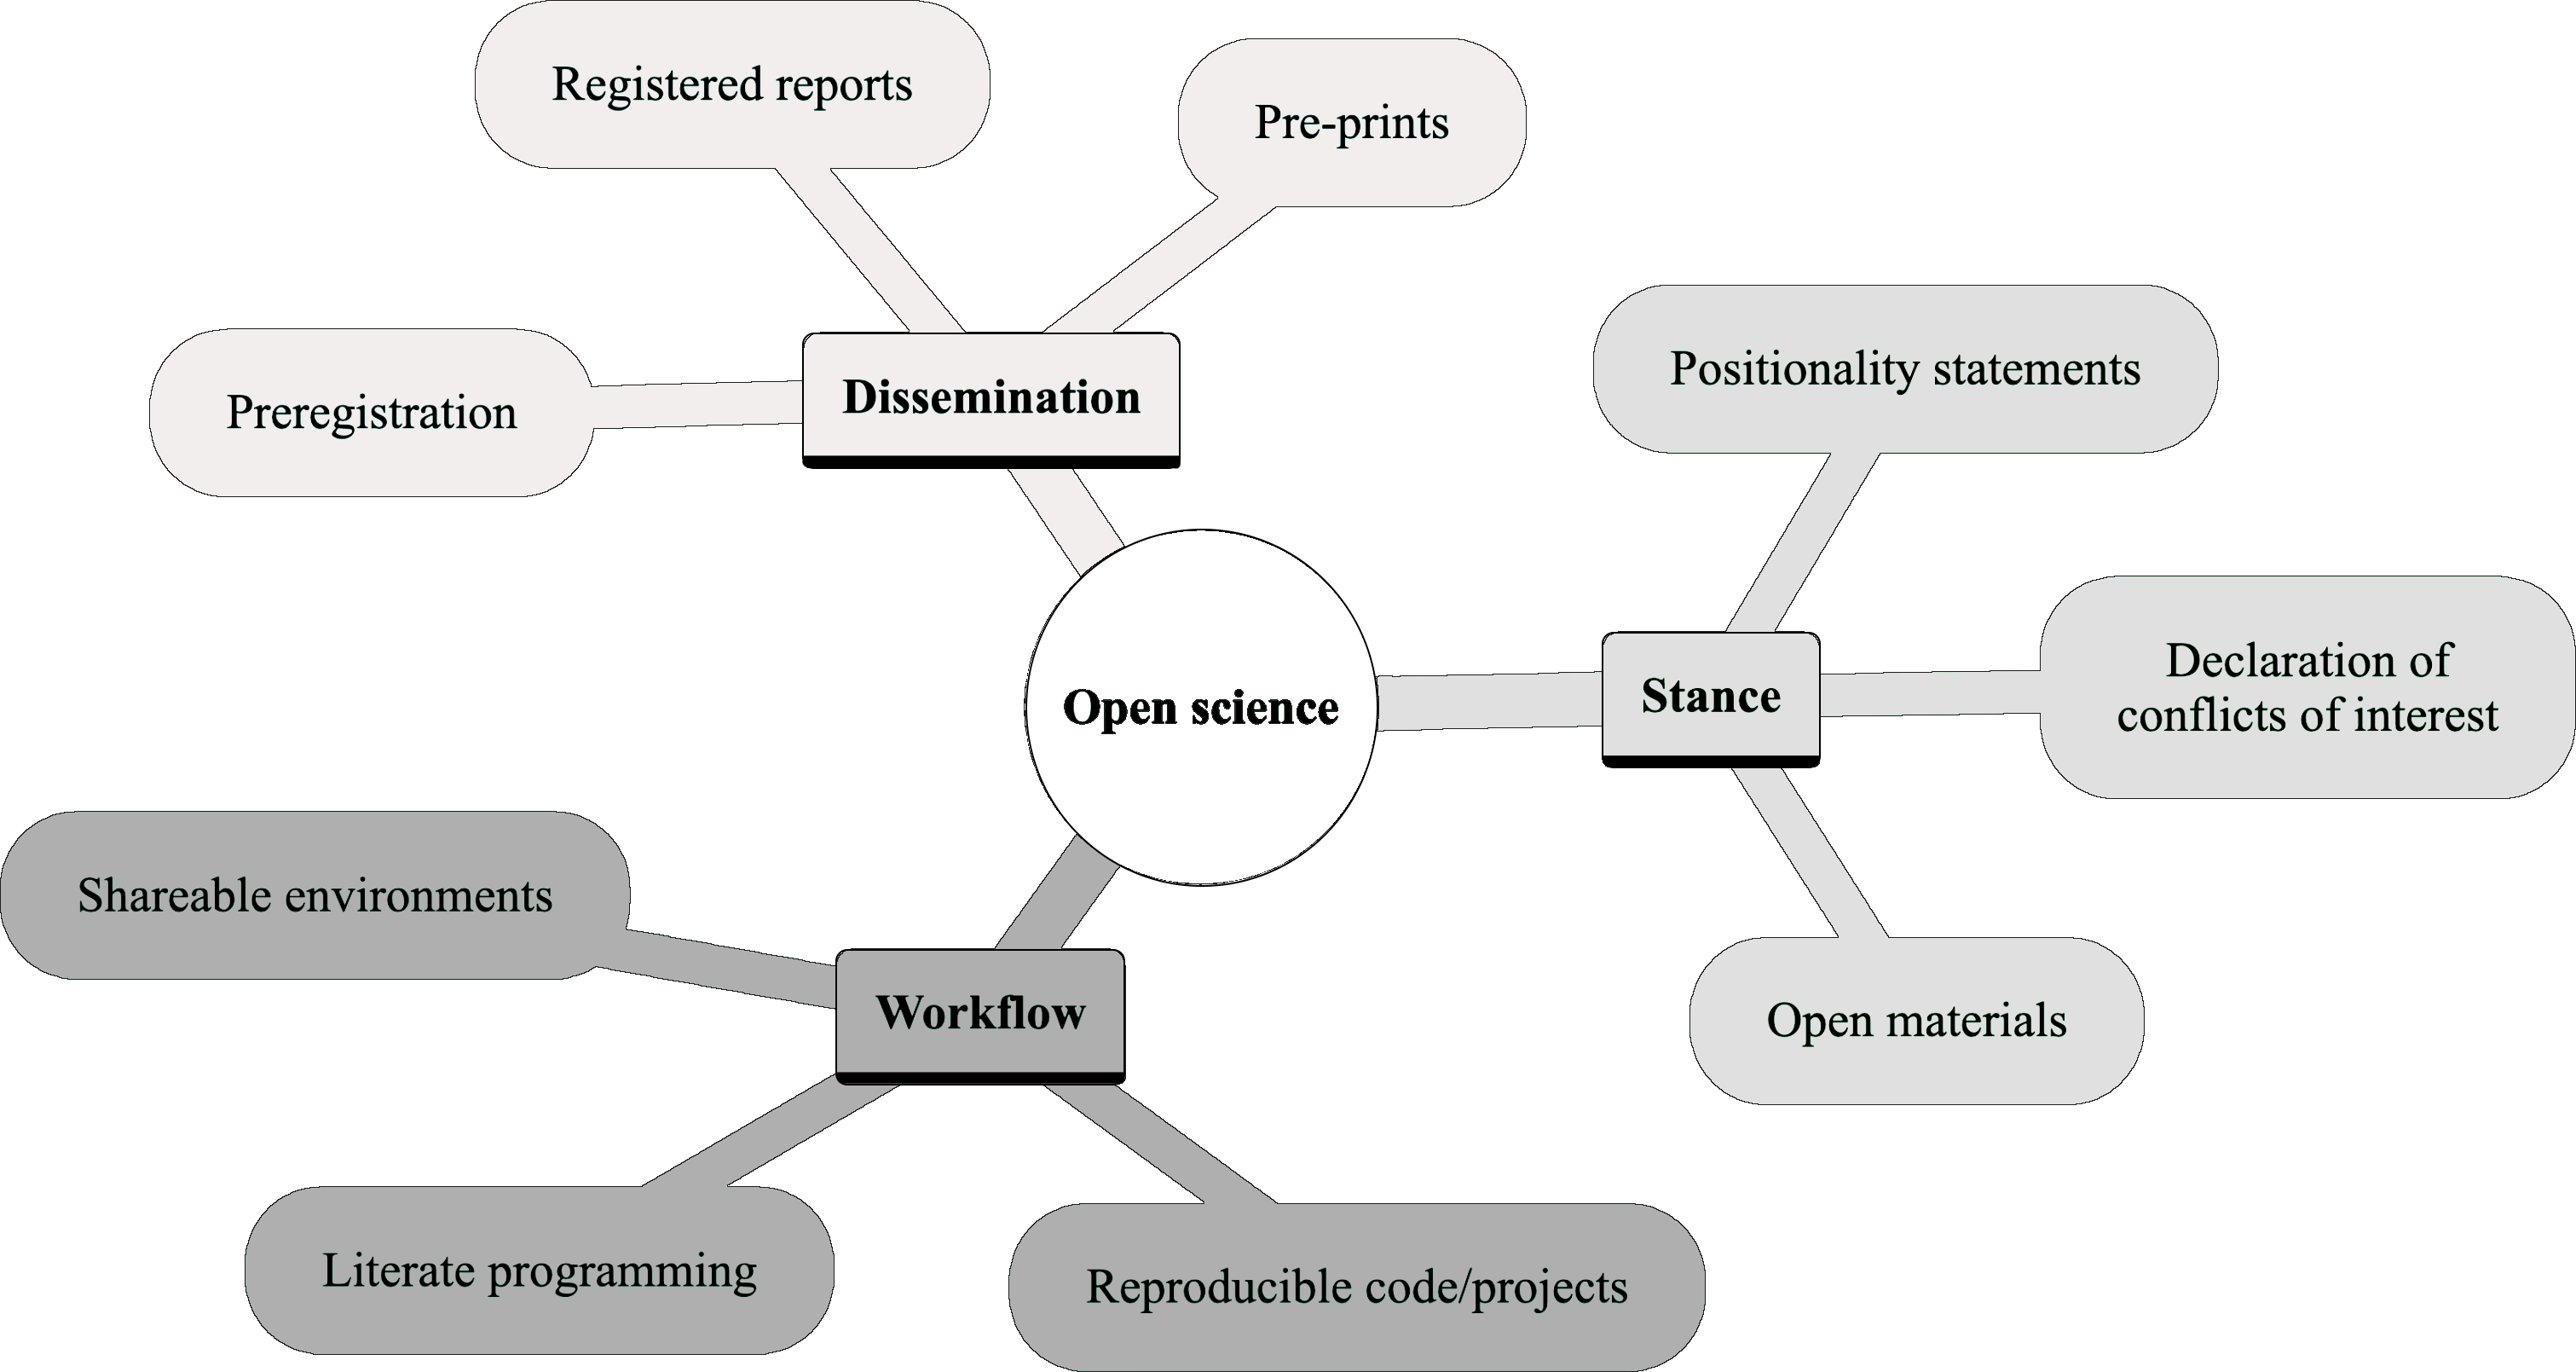 Registered reports
Pre-prints
Preregistration
Dissemination
Positionality statements
Open science
Stance
Declaration of
conflicts of interest
Shareable environments
Workflow
Open materials
Literate programming
Reproducible code/projects